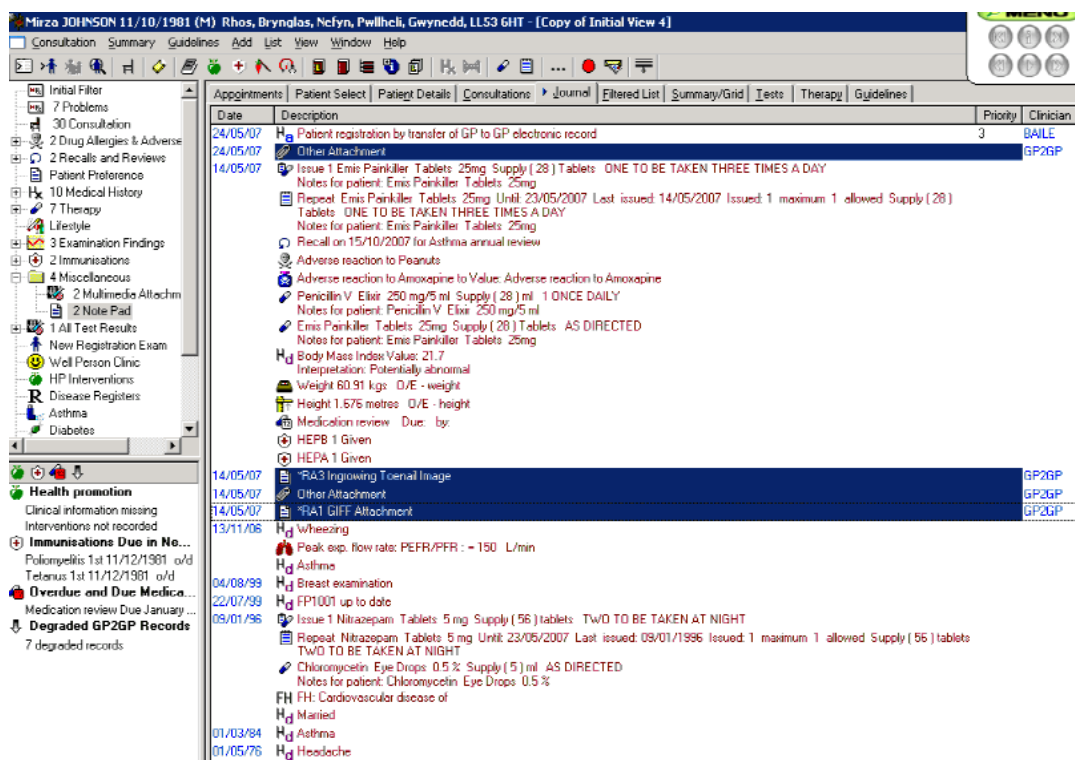 Mirza JOHNSON 11/10/1981 (M) Rhos, Brynglas, Nefyn, Pwllheli, Gwynedd, LL53 6HT - [Copy of Initial View 4]
MENU
Consultation Summary Guidelines Add List View Window Help
Appointments Patient Select Patient Details Consultations Journal Filtered List Summary/Grid Tests Therapy Guidelines
Initial Filter
7 Problems
30 Consultation
2 Drug Allergies & Adverse
2 Recalls and Reviews
Patient Preference
10 Medical History
7 Therapy
Lifestyle
3 Examination Findings
2 Immunisations
4 Miscellaneous
2 Multimedia Attachm
2 Note Pad
1 All Test Results
New Registration Exam
Well Person Clinic
HP Interventions
R Disease Registers
Asthma
Diabetes
Health promotion
Clinical information missing
Interventions not recorded
Immunisations Due in Ne...
Poliomyelitis 1st 11/12/1981 o/d
Tetanus 1st 11/12/1981 o/d
Overdue and Due Medica...
Medication review Due January ...
Degraded GP2GP Records
7 degraded records
Date Description Priority Clinician
24/05/07 Ha Patient registration by transfer of GP to GP electronic record 3 BAILE
24/05/07 Other Attachment GP2GP
14/05/07 Issue 1 Emis Painkiller Tablets 25mg Supply ( 28 ) Tablets ONE TO BE TAKEN THREE TIMES A DAY
Notes for patient: Emis Painkiller Tablets 25mg
Repeat Emis Painkiller Tablets 25mg Until: 23/05/2007 Last issued: 14/05/2007 Issued: 1 maximum 1 allowed Supply ( 28 )
Tablets ONE TO BE TAKEN THREE TIMES A DAY
Notes for patient: Emis Painkiller Tablets 25mg
Recall on 15/10/2007 for Asthma annual review
Adverse reaction to Peanuts
Adverse reaction to Amoxapine to Value: Adverse reaction to Amoxapine
Penicillin V Elixir 250 mg/5 ml Supply ( 28 ) ml 1 ONCE DAILY
Notes for patient: Penicillin V Elixir 250 mg/5 ml
Emis Painkiller Tablets 25mg Supply ( 28 ) Tablets AS DIRECTED
Notes for patient: Emis Painkiller Tablets 25mg
Hd Body Mass Index Value: 21.7
Interpretation: Potentially abnormal
Weight 60.91 kgs O/E - weight
Height 1.676 metres O/E - height
Medication review Due: by:
HEPB 1 Given
HEPA 1 Given
14/05/07 *RA3 Ingrowing Toenail Image GP2GP
14/05/07 Other Attachment GP2GP
14/05/07 *RA1 GIFF Attachment GP2GP
13/11/06 Hd Wheezing
Peak exp. flow rate: PEFR/PFR : = 150 L/min
Hd Asthma
04/08/99 Hd Breast examination
22/07/99 Hd FP1001 up to date
09/01/96 Issue 1 Nitrazepam Tablets 5 mg Supply ( 56 ) tablets TWO TO BE TAKEN AT NIGHT
Repeat Nitrazepam Tablets 5 mg Until: 23/05/2007 Last issued: 09/01/1996 Issued: 1 maximum 1 allowed Supply ( 56 ) tablets
TWO TO BE TAKEN AT NIGHT
Chloromycetin Eye Drops 0.5 % Supply ( 5 ) ml AS DIRECTED
Notes for patient: Chloromycetin Eye Drops 0.5 %
FH FH: Cardiovascular disease of
Hd Married
01/03/84 Hd Asthma
01/05/76 Hd Headache